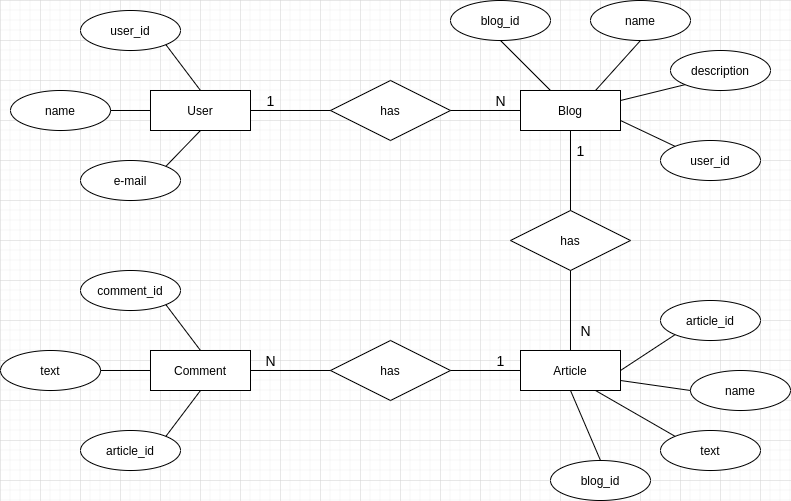 user_id
blog_id
name
description
name
User
1
has
N
Blog
e-mail
user_id
1
has
comment_id
N
article_id
text
Comment
N
has
1
Article
name
article_id
text
blog_id